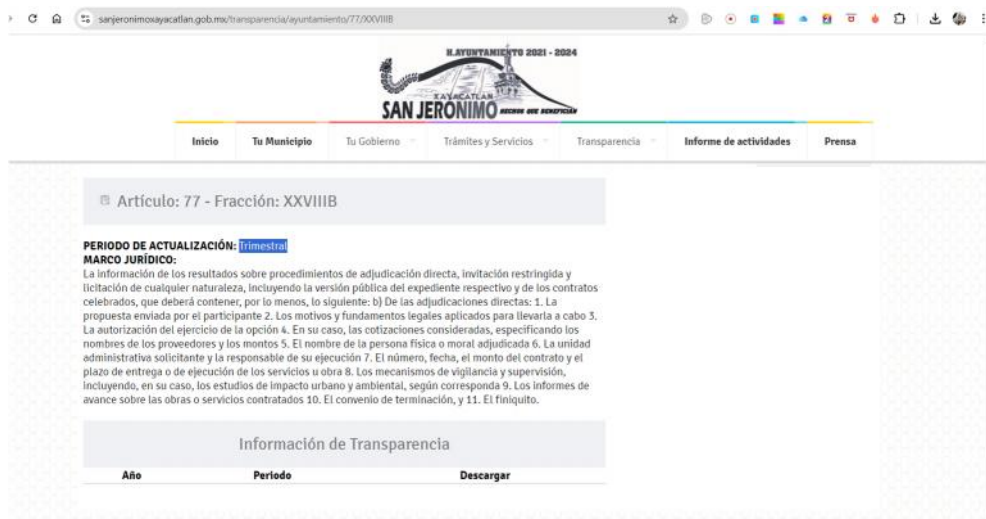 sanjeronimoxayacatlan.gob.mx/transparencia/ayuntamiento/77/XXVIIIB
H.AYUNTAMIENTO 2021 - 2024
XAYACATLAN
SAN JERÓNIMO HECHOS QUE BENEFICIAN
Inicio Tu Municipio Tu Gobierno Trámites y Servicios Transparencia Informe de actividades Prensa
Artículo: 77 - Fracción: XXVIIIB
PERIODO DE ACTUALIZACIÓN: Trimestral
MARCO JURÍDICO:
La información de los resultados sobre procedimientos de adjudicación directa, invitación restringida y
licitación de cualquier naturaleza, incluyendo la versión pública del expediente respectivo y de los contratos
celebrados, que deberá contener, por lo menos, lo siguiente: b) De las adjudicaciones directas: 1. La
propuesta enviada por el participante 2. Los motivos y fundamentos legales aplicados para llevarla a cabo 3.
La autorización del ejercicio de la opción 4. En su caso, las cotizaciones consideradas, especificando los
nombres de los proveedores y los montos 5. El nombre de la persona física o moral adjudicada 6. La unidad
administrativa solicitante y la responsable de su ejecución 7. El número, fecha, el monto del contrato y el
plazo de entrega o de ejecución de los servicios u obra 8. Los mecanismos de vigilancia y supervisión,
incluyendo, en su caso, los estudios de impacto urbano y ambiental, según corresponda 9. Los informes de
avance sobre las obras o servicios contratados 10. El convenio de terminación, y 11. El finiquito.
Información de Transparencia
Año Periodo Descargar